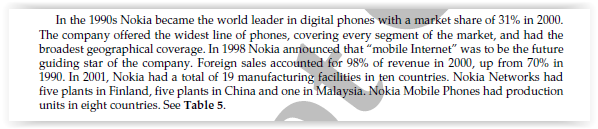 In the 1990s Nokia became the world leader in digital phones with a market share of 31% in 2000.
The company offered the widest line of phones, covering every segment of the market, and had the
broadest geographical coverage. In 1998 Nokia announced that “mobile Internet” was to be the future
guiding star of the company. Foreign sales accounted for 98% of revenue in 2000, up from 70% in
1990. In 2001, Nokia had a total of 19 manufacturing facilities in ten countries. Nokia Networks had
five plants in Finland, five plants in China and one in Malaysia. Nokia Mobile Phones had production
units in eight countries. See Table 5.